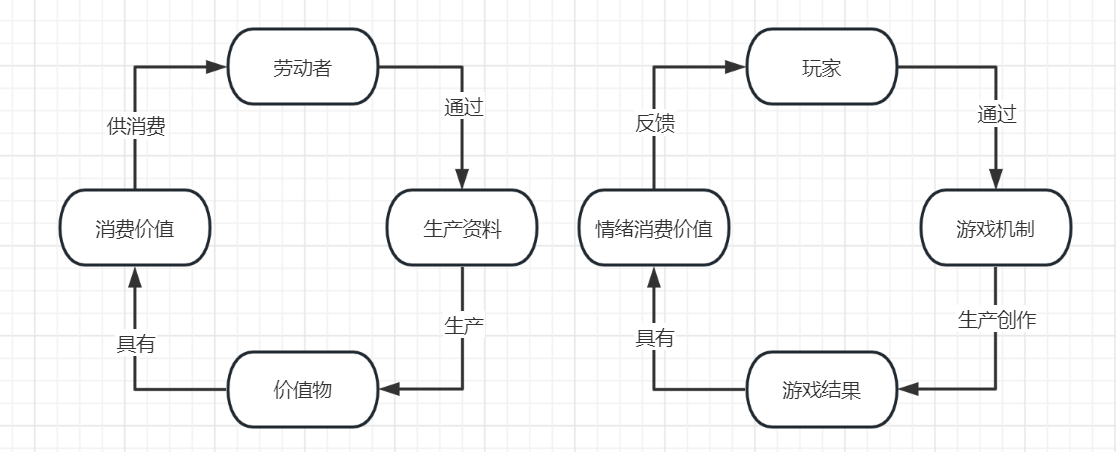 劳动者
玩家
通过
通过
供消费
反馈
消费价值
生产资料
情绪消费价值
游戏机制
生产
生产创作
具有
具有
价值物
游戏结果